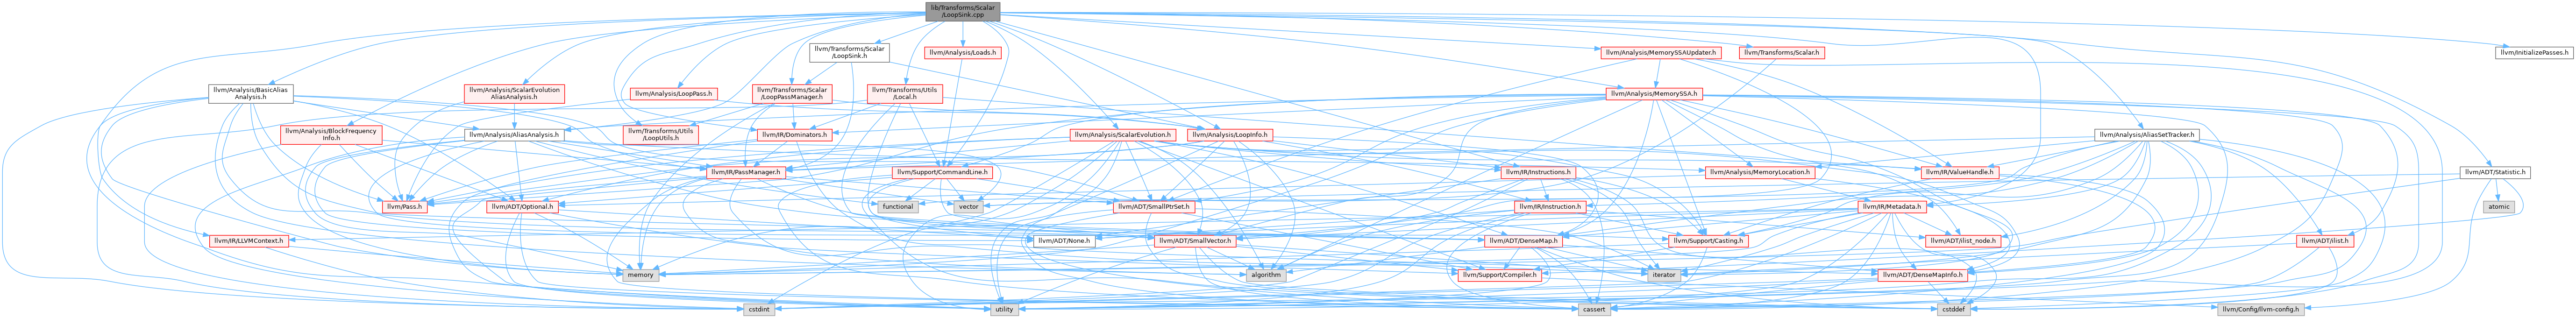 lib/Transforms/Scalar
/LoopSink.cpp
llvm/Transforms/Scalar
/LoopSink.h
llvm/Analysis/Loads.h
llvm/Analysis/MemorySSAUpdater.h
llvm/Transforms/Scalar.h
llvm/InitializePasses.h
llvm/Analysis/BasicAlias
Analysis.h
llvm/Analysis/ScalarEvolution
AliasAnalysis.h
llvm/Analysis/LoopPass.h
llvm/Transforms/Scalar
/LoopPassManager.h
llvm/Transforms/Utils
/Local.h
llvm/Analysis/MemorySSA.h
llvm/Analysis/BlockFrequency
Info.h
llvm/Analysis/AliasAnalysis.h
llvm/Transforms/Utils
/LoopUtils.h
llvm/IR/Dominators.h
llvm/Analysis/ScalarEvolution.h
llvm/Analysis/LoopInfo.h
llvm/Analysis/AliasSetTracker.h
llvm/IR/PassManager.h
llvm/Support/CommandLine.h
llvm/IR/Instructions.h
llvm/Analysis/MemoryLocation.h
llvm/IR/ValueHandle.h
llvm/ADT/Statistic.h
llvm/Pass.h
llvm/ADT/Optional.h
functional
vector
llvm/ADT/SmallPtrSet.h
llvm/IR/Instruction.h
llvm/IR/Metadata.h
atomic
llvm/IR/LLVMContext.h
llvm/ADT/None.h
llvm/ADT/SmallVector.h
llvm/ADT/DenseMap.h
llvm/Support/Casting.h
llvm/ADT/ilist_node.h
llvm/ADT/ilist.h
memory
algorithm
llvm/Support/Compiler.h
iterator
llvm/ADT/DenseMapInfo.h
cstdint
utility
cassert
cstddef
llvm/Config/llvm-config.h